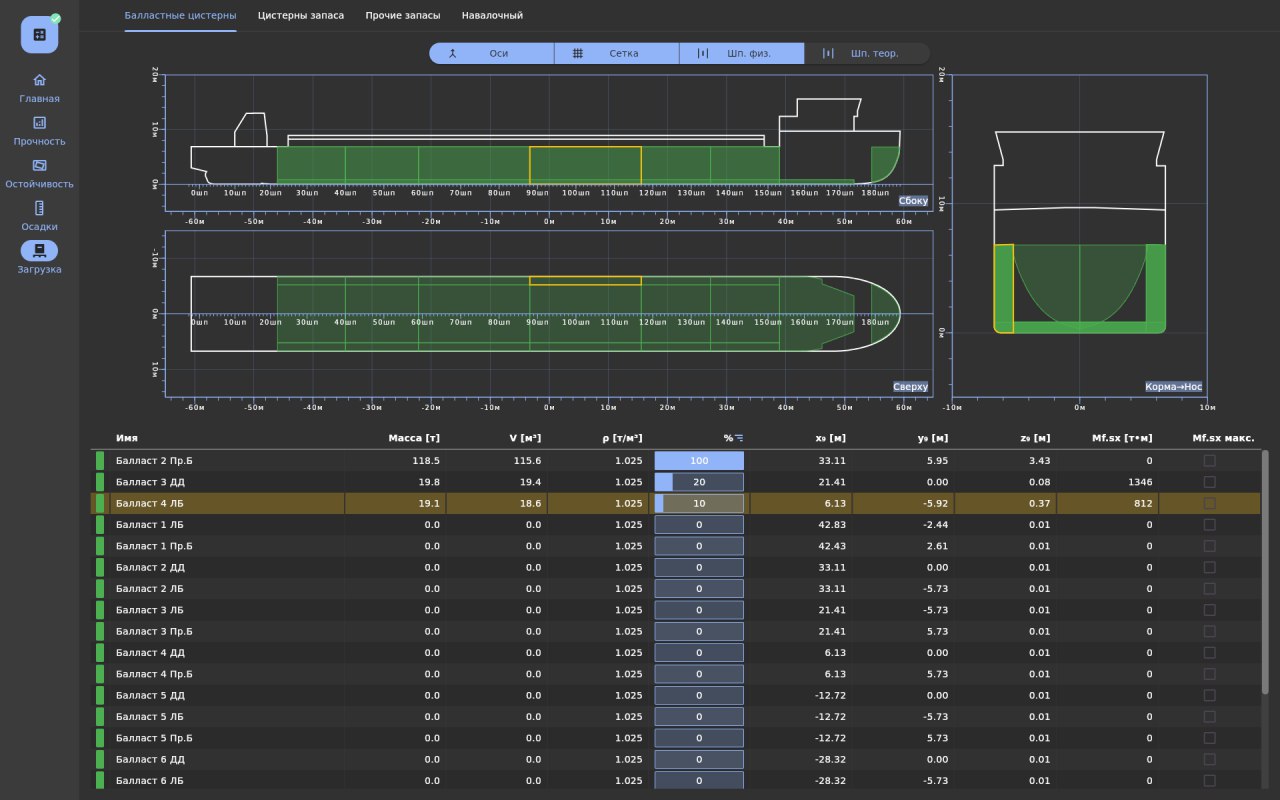 Балластные цистерны Цистерны запаса Прочие запасы Навалочный
Главная
Прочность
Остойчивость
Осадки
Загрузка
Оси Сетка Шп. физ. Шп. теор.
20м
10м
0м
0шп 10шп 20шп 30шп 40шп 50шп 60шп 70шп 80шп 90шп 100шп 110шп 120шп 130шп 140шп 150шп 160шп 170шп 180шп
Сбоку
-60м -50м -40м -30м -20м -10м 0м 10м 20м 30м 40м 50м 60м
-10м
0м
10м
0шп 10шп 20шп 30шп 40шп 50шп 60шп 70шп 80шп 90шп 100шп 110шп 120шп 130шп 140шп 150шп 160шп 170шп 180шп
Сверху
-60м -50м -40м -30м -20м -10м 0м 10м 20м 30м 40м 50м 60м
20м
10м
0м
Корма→Нос
-10м 0м 10м
Имя Масса [т] V [м³] ρ [т/м³] % xg [м] yg [м] zg [м] Mf.sx [т•м] Mf.sx макс.
Балласт 2 Пр.Б 118.5 115.6 1.025 100 33.11 5.95 3.43 0
Балласт 3 ДД 19.8 19.4 1.025 20 21.41 0.00 0.08 1346
Балласт 4 ЛБ 19.1 18.6 1.025 10 6.13 -5.92 0.37 812
Балласт 1 ЛБ 0.0 0.0 1.025 0 42.83 -2.44 0.01 0
Балласт 1 Пр.Б 0.0 0.0 1.025 0 42.43 2.61 0.01 0
Балласт 2 ДД 0.0 0.0 1.025 0 33.11 0.00 0.01 0
Балласт 2 ЛБ 0.0 0.0 1.025 0 33.11 -5.73 0.01 0
Балласт 3 ЛБ 0.0 0.0 1.025 0 21.41 -5.73 0.01 0
Балласт 3 Пр.Б 0.0 0.0 1.025 0 21.41 5.73 0.01 0
Балласт 4 ДД 0.0 0.0 1.025 0 6.13 0.00 0.01 0
Балласт 4 Пр.Б 0.0 0.0 1.025 0 6.13 5.73 0.01 0
Балласт 5 ДД 0.0 0.0 1.025 0 -12.72 0.00 0.01 0
Балласт 5 ЛБ 0.0 0.0 1.025 0 -12.72 -5.73 0.01 0
Балласт 5 Пр.Б 0.0 0.0 1.025 0 -12.72 5.73 0.01 0
Балласт 6 ДД 0.0 0.0 1.025 0 -28.32 0.00 0.01 0
Балласт 6 ЛБ 0.0 0.0 1.025 0 -28.32 -5.73 0.01 0